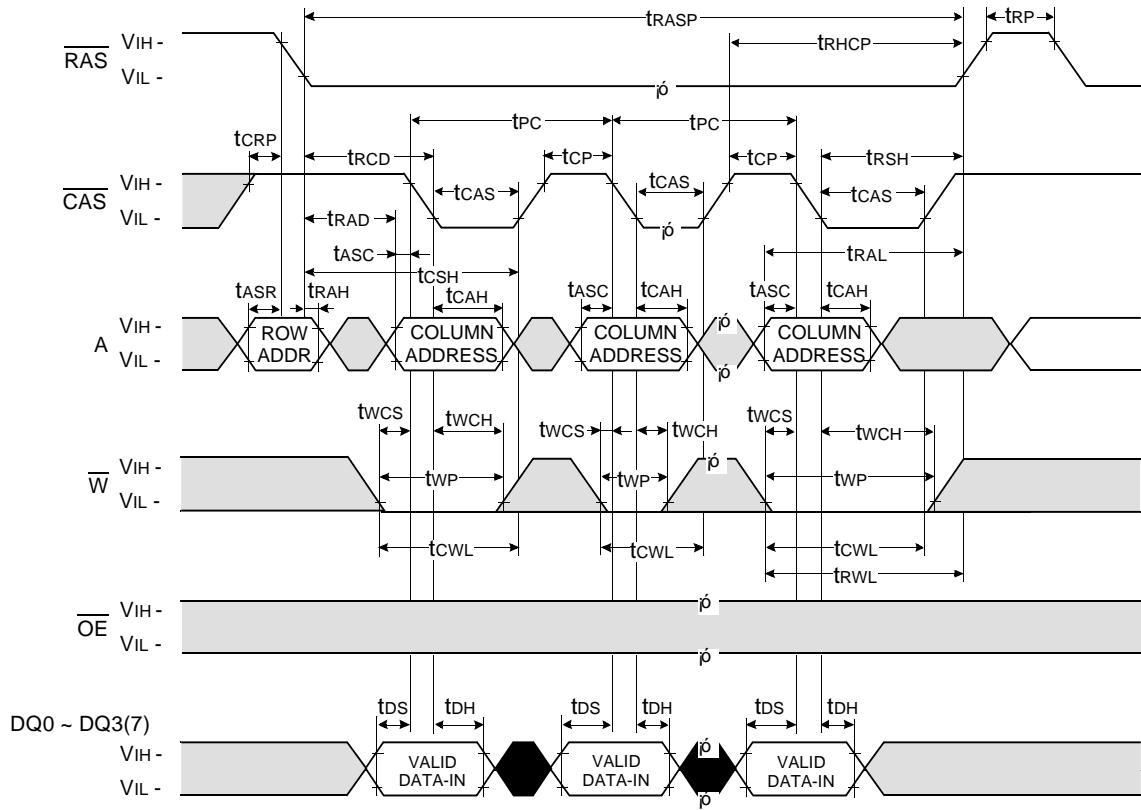 tRASP
tRP
tRHCP
RAS
VIH -
VIL -
¡ó
tCRP
tPC
tPC
tRCD
tCP
tCP
tRSH
CAS
VIH -
VIL -
tCAS
tCAS
tCAS
¡ó
tRAD
tASC
tCSH
tRAL
tASR
tRAH
tCAH
tASC
tCAH
tASC
tCAH
A
VIH -
VIL -
ROW
ADDR
COLUMN
ADDRESS
COLUMN
ADDRESS
¡ó
¡ó
COLUMN
ADDRESS
tWCS
tWCH
tWCS
tWCH
tWCS
tWCH
W
VIH -
VIL -
¡ó
tWP
tWP
tWP
tCWL
tCWL
tCWL
tRWL
OE
VIH -
VIL -
¡ó
¡ó
tDS
tDH
tDS
tDH
tDS
tDH
DQ0 ~ DQ3(7)
VIH -
VIL -
VALID
DATA-IN
VALID
DATA-IN
¡ó
¡ó
VALID
DATA-IN